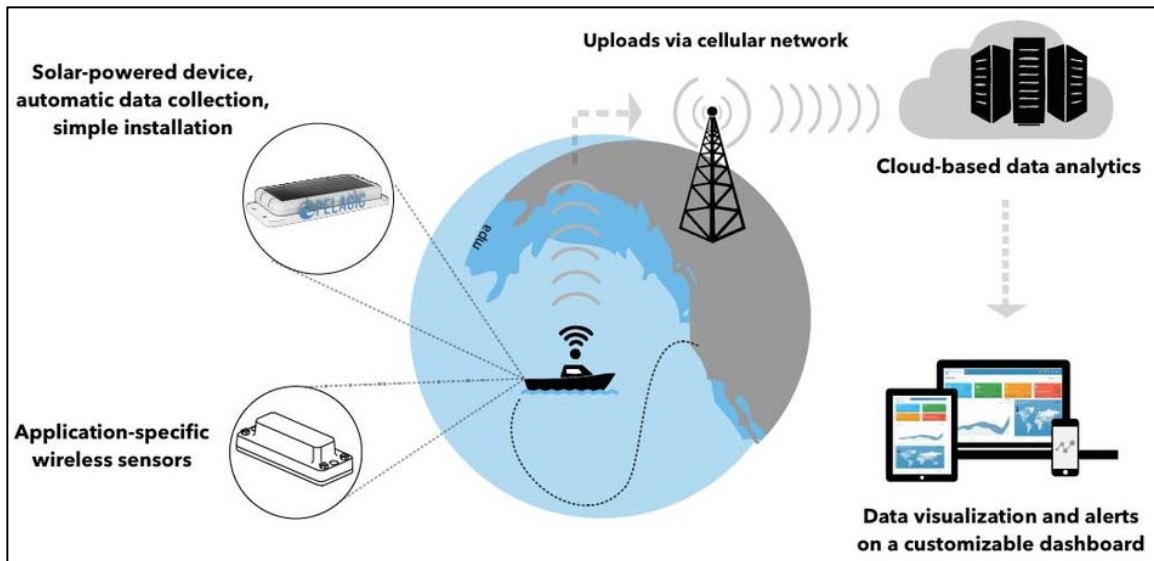 Solar-powered device,
automatic data collection,
simple installation
PELAGIC
Application-specific
wireless sensors
mpa
Uploads via cellular network
Cloud-based data analytics
Data visualization and alerts
on a customizable dashboard